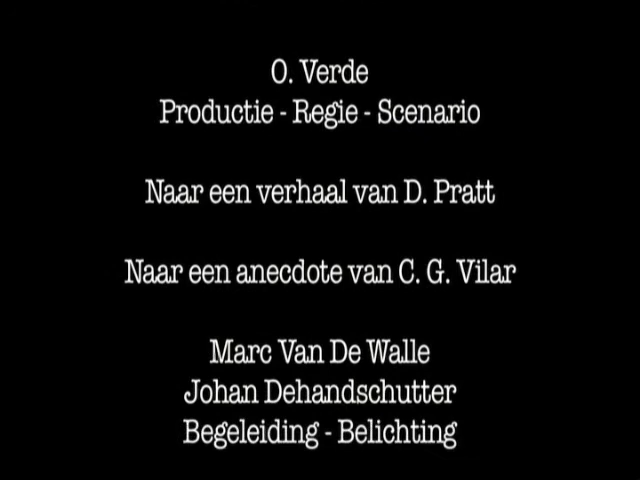 O. Verde
Productie - Regie - Scenario
Naar een verhaal van D. Pratt
Naar een anecdote van C. G. Vilar
Marc Van De Walle
Johan Dehandschutter
Begeleiding - Belichting